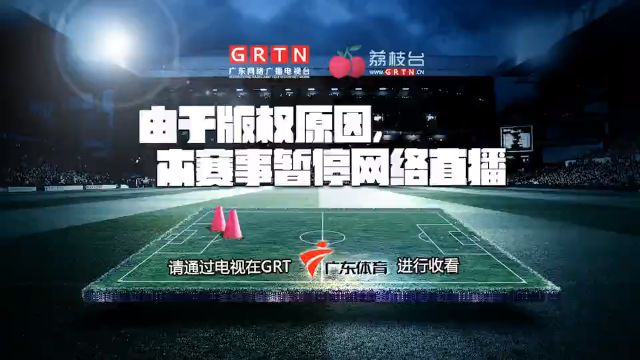 GRTN
广东网络广播电视台
荔枝台
WWW.GRTN.CN
由于版权原因,
本赛事暂停网络直播
请通过电视在GRT 广东体育 进行收看